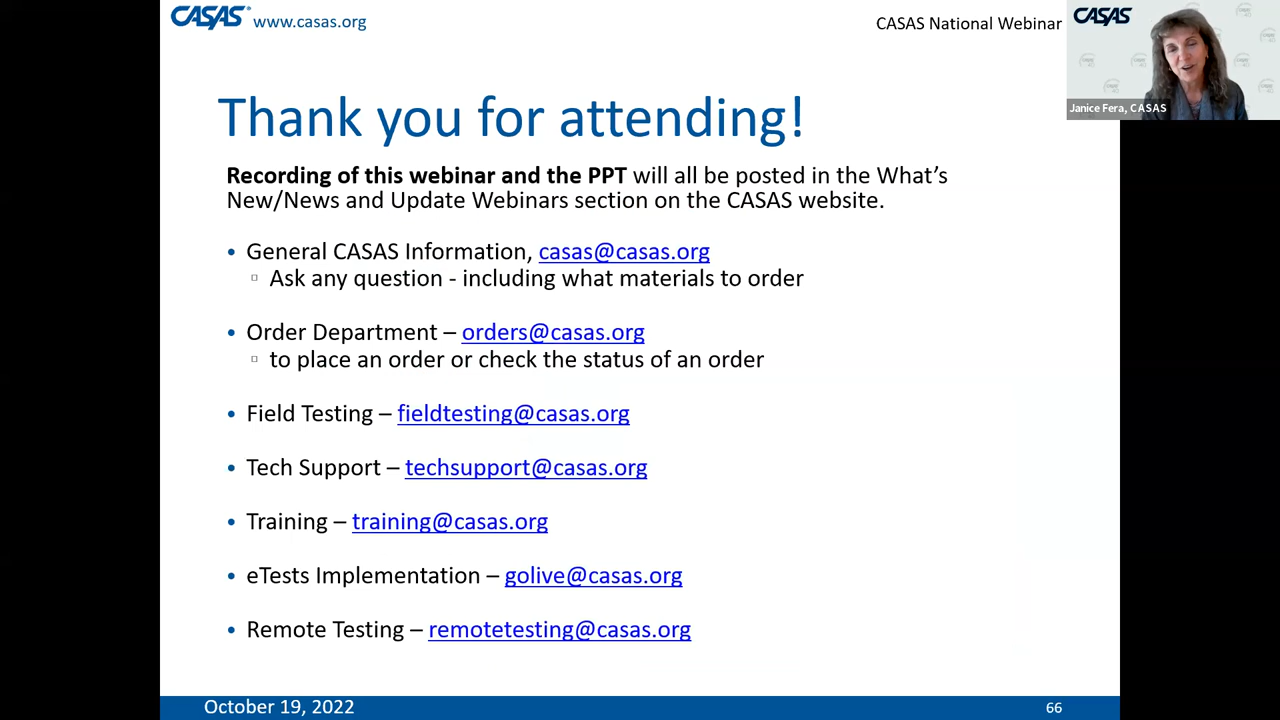 CASAS® www.casas.org
CASAS National Webinar
CASAS
Janice Fera, CASAS
Thank you for attending!
Recording of this webinar and the PPT will all be posted in the What's
New/News and Update Webinars section on the CASAS website.
• General CASAS Information, casas@casas.org
Ask any question - including what materials to order
• Order Department – orders@casas.org
to place an order or check the status of an order
• Field Testing – fieldtesting@casas.org
• Tech Support – techsupport@casas.org
• Training – training@casas.org
• eTests Implementation – golive@casas.org
• Remote Testing – remotetesting@casas.org
October 19, 2022
66